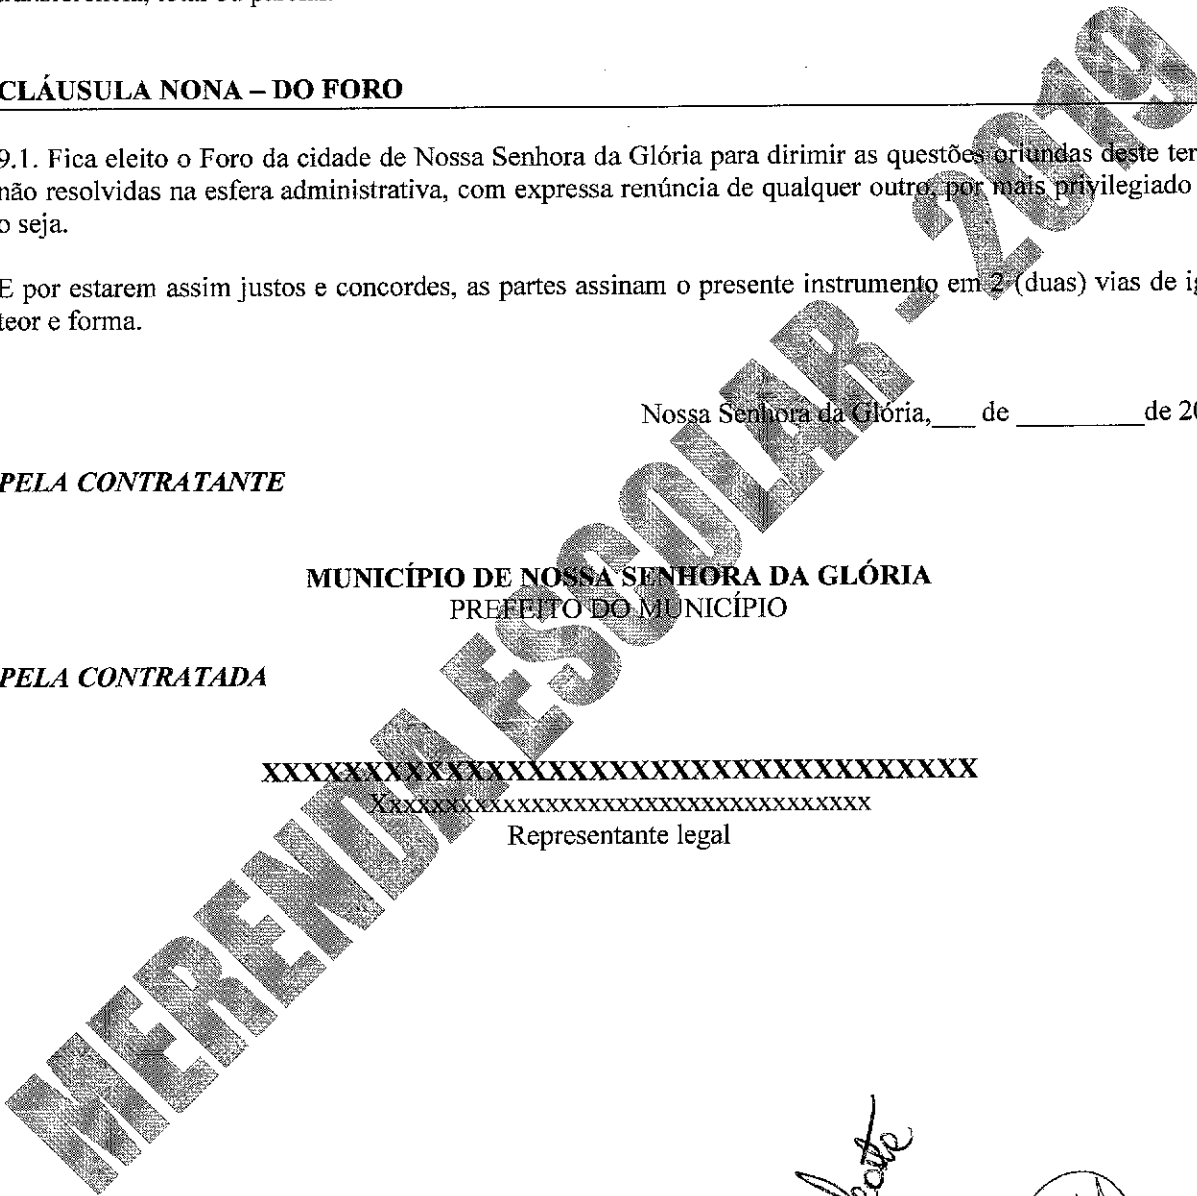 CLÁUSULA NONA – DO FORO
9.1. Fica eleito o Foro da cidade de Nossa Senhora da Glória para dirimir as questões oriundas deste ter
não resolvidas na esfera administrativa, com expressa renúncia de qualquer outro, por mais privilegiado
o seja.
E por estarem assim justos e concordes, as partes assinam o presente instrumento em 2 (duas) vias de ig
teor e forma.
Nossa Senhora da Glória,___ de _________de 20
PELA CONTRATANTE
MUNICÍPIO DE NOSSA SENHORA DA GLÓRIA
PREFEITO DO MUNICÍPIO
PELA CONTRATADA
XXXXXXXXXXXXXXXXXXXXXXXXXXXXXXXXXXX
Xxxxxxxxxxxxxxxxxxxxxxxxxxxxxxxxxxx
Representante legal
MERENDA ESCOLAR - 2019